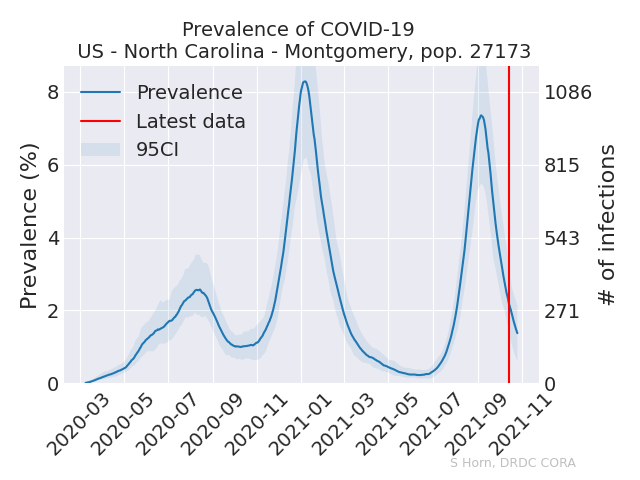 Prevalence of COVID-19
US - North Carolina - Montgomery, pop. 27173
Prevalence
Latest data
95CI
Prevalence (%)
8
6
4
2
0
1086
815
543
271
0
# of infections
2020-03
2020-05
2020-07
2020-09
2020-11
2021-01
2021-03
2021-05
2021-07
2021-09
2021-11
S Horn, DRDC CORA